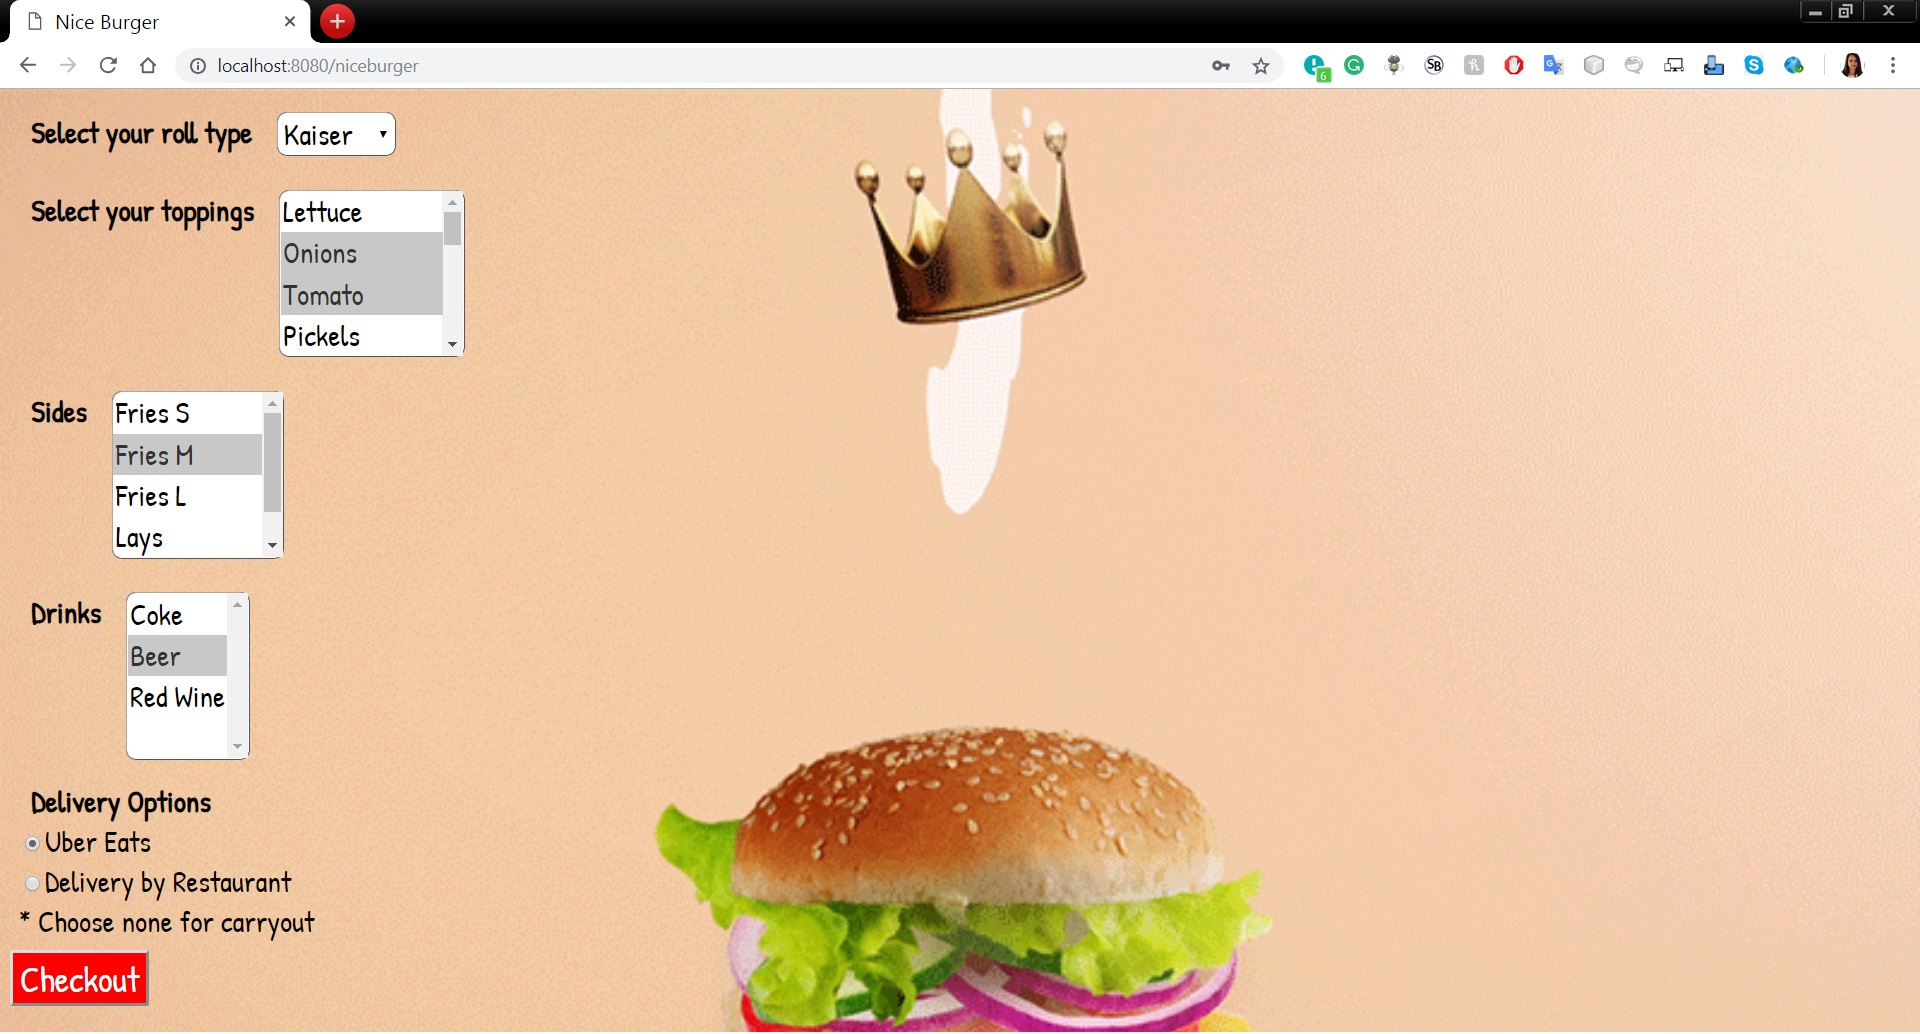 Nice Burger
localhost:8080/niceburger
6
SB
Select your roll type Kaiser
Select your toppings
Lettuce
Onions
Tomato
Pickels
Sides
Fries S
Fries M
Fries L
Lays
Drinks
Coke
Beer
Red Wine
Delivery Options
Uber Eats
Delivery by Restaurant
* Choose none for carryout
Checkout